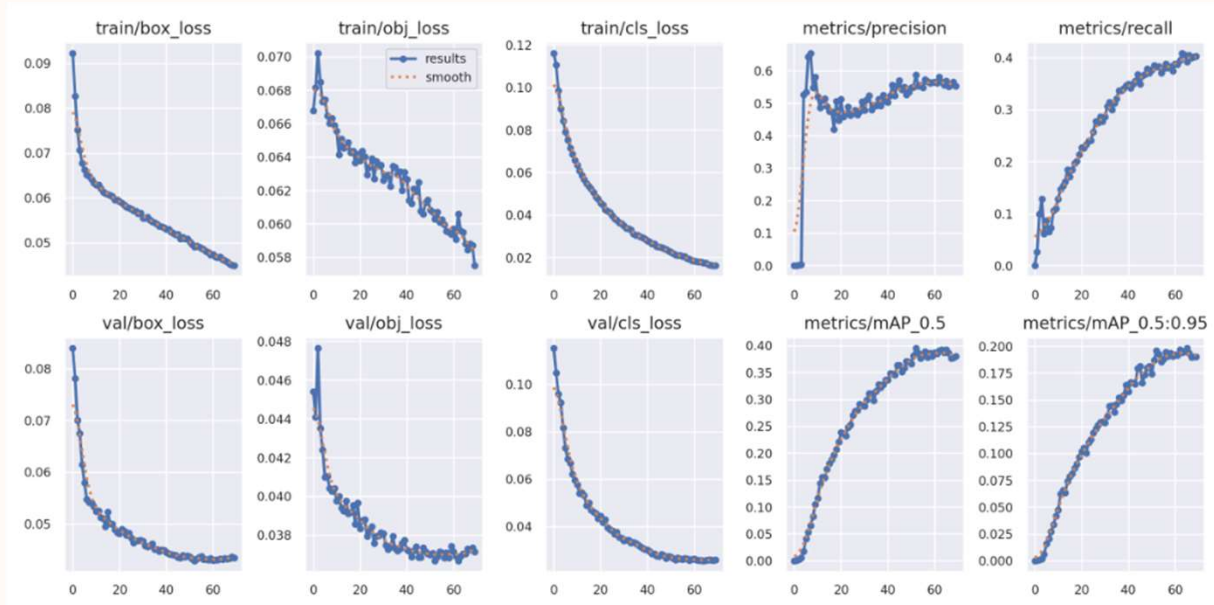 train/box_loss
train/obj_loss
train/cls_loss
metrics/precision
metrics/recall
0.09
0.08
0.07
0.06
0.05
0 20 40 60
0.070
0.068
0.066
0.064
0.062
0.060
0.058
results
smooth
0 20 40 60
0.12
0.10
0.08
0.06
0.04
0.02
0 20 40 60
0.6
0.5
0.4
0.3
0.2
0.1
0.0
0 20 40 60
0.4
0.3
0.2
0.1
0.0
0 20 40 60
val/box_loss
val/obj_loss
val/cls_loss
metrics/mAP_0.5
metrics/mAP_0.5:0.95
0.08
0.07
0.06
0.05
0 20 40 60
0.048
0.046
0.044
0.042
0.040
0.038
0 20 40 60
0.10
0.08
0.06
0.04
0 20 40 60
0.40
0.35
0.30
0.25
0.20
0.15
0.10
0.05
0.00
0 20 40 60
0.200
0.175
0.150
0.125
0.100
0.075
0.050
0.025
0.000
0 20 40 60